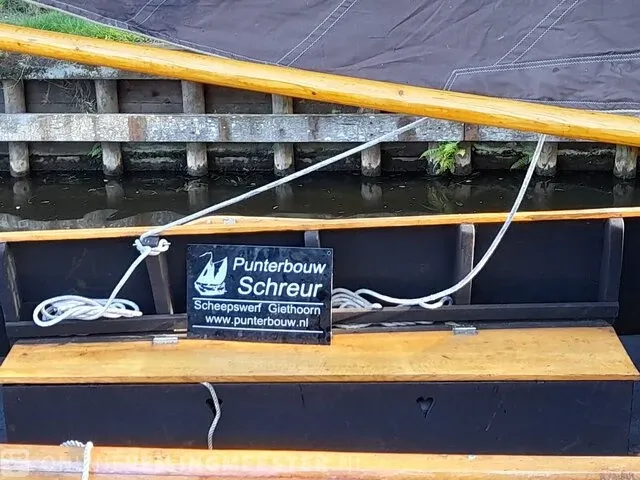 Punterbouw
Schreur
Scheepswerf Giethoorn
www.punterbouw.nl